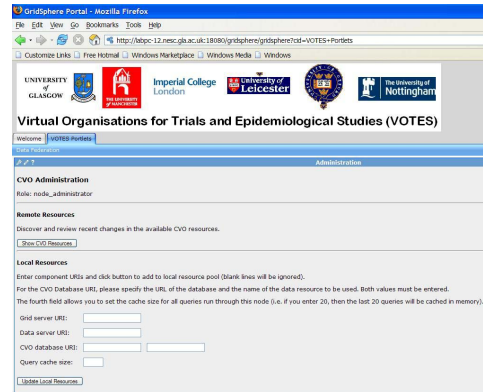 GridSphere Portal - Mozilla Firefox
File Edit View Go Bookmarks Tools Help
http://labpc-12.nesc.gla.ac.uk:18080/gridsphere/gridsphere?cid=VOTES+Portlets
Customize Links Free Hotmail Windows Marketplace Windows Media Windows
UNIVERSITY
of
GLASGOW
THE UNIVERSITY
of MANCHESTER
Imperial College
London
University of
Leicester
The University of
Nottingham
Virtual Organisations for Trials and Epidemiological Studies (VOTES)
Welcome VOTES Portlets
Data Federation
Administration
CVO Administration
Role: node_administrator
Remote Resources
Discover and review recent changes in the available CVO resources.
Show CVO Resources
Local Resources
Enter component URIs and click button to add to local resource pool (blank lines will be ignored).
For the CVO Database URI, please specify the URL of the database and the name of the data resource to be used. Both values must be entered.
The fourth field allows you to set the cache size for all queries run through this node (i.e. if you enter 20, then the last 20 queries will be cached in memory).
Grid server URI:
Data server URI:
CVO database URI:
Query cache size:
Update Local Resources